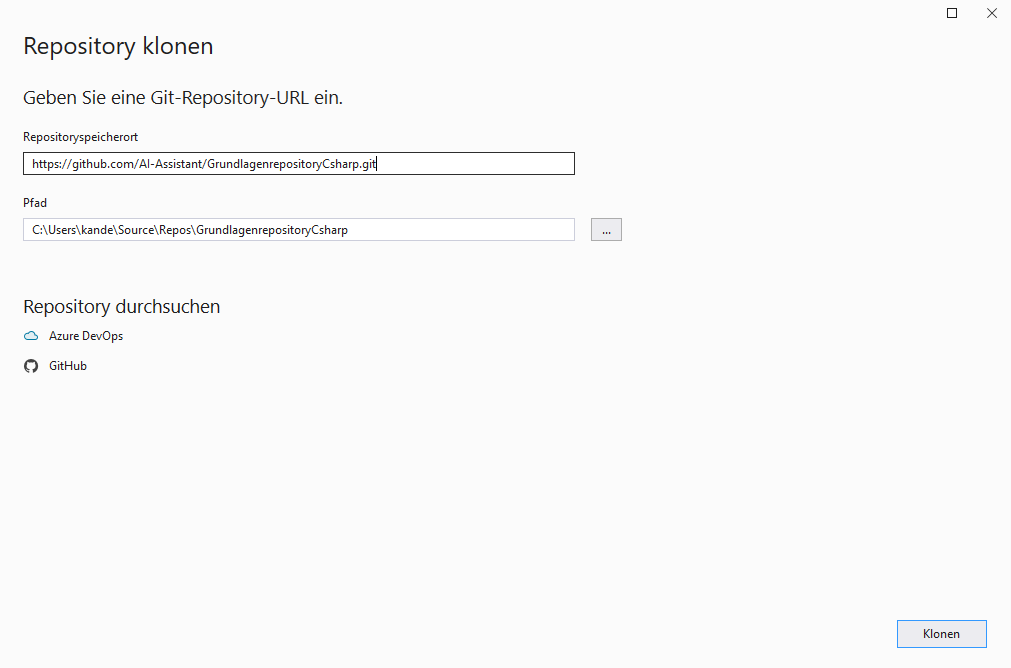 Repository klonen
Geben Sie eine Git-Repository-URL ein.
Repositoryspeicherort
https://github.com/AI-Assistant/GrundlagenrepositoryCsharp.git
Pfad
C:\Users\kande\Source\Repos\GrundlagenrepositoryCsharp
...
Repository durchsuchen
Azure DevOps
GitHub
Klonen